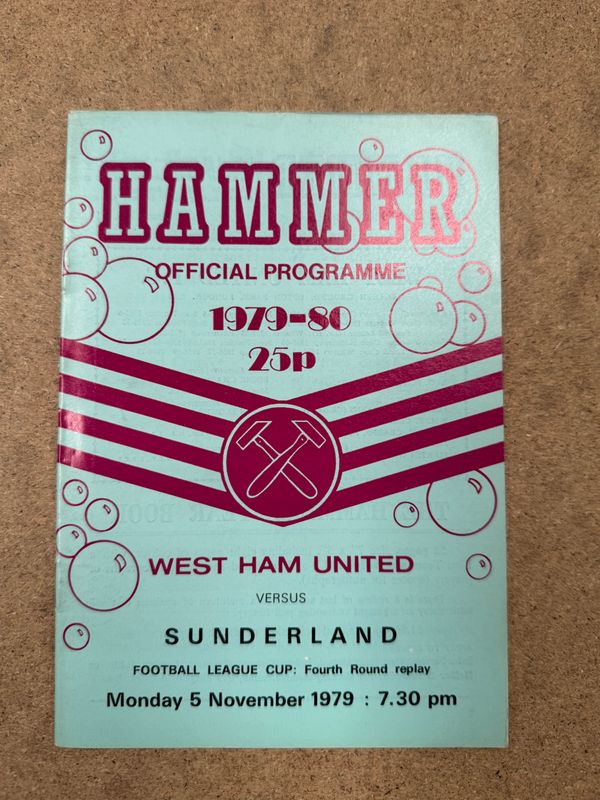 HAMMER
OFFICIAL PROGRAMME
1979-80
25p
WEST HAM UNITED
VERSUS
SUNDERLAND
FOOTBALL LEAGUE CUP: Fourth Round replay
Monday 5 November 1979 : 7.30 pm